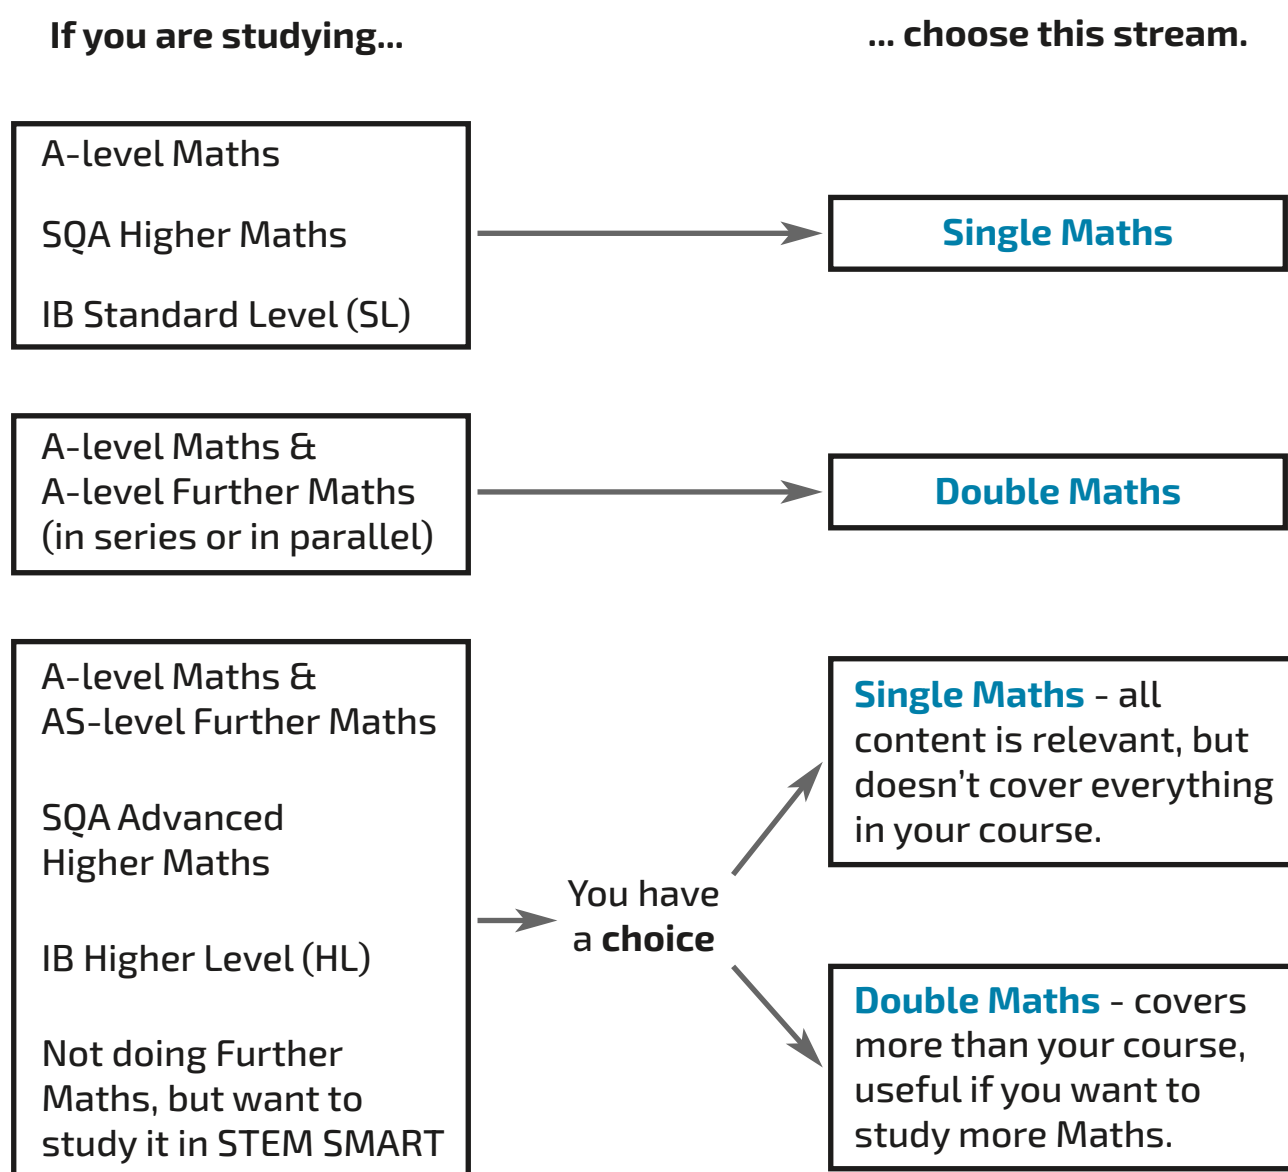 If you are studying...
... choose this stream.
A-level Maths
SQA Higher Maths
IB Standard Level (SL)
Single Maths
A-level Maths &
A-level Further Maths
(in series or in parallel)
Double Maths
A-level Maths &
AS-level Further Maths
SQA Advanced
Higher Maths
IB Higher Level (HL)
Not doing Further
Maths, but want to
study it in STEM SMART
You have
a choice
Single Maths - all
content is relevant, but
doesn't cover everything
in your course.
Double Maths - covers
more than your course,
useful if you want to
study more Maths.